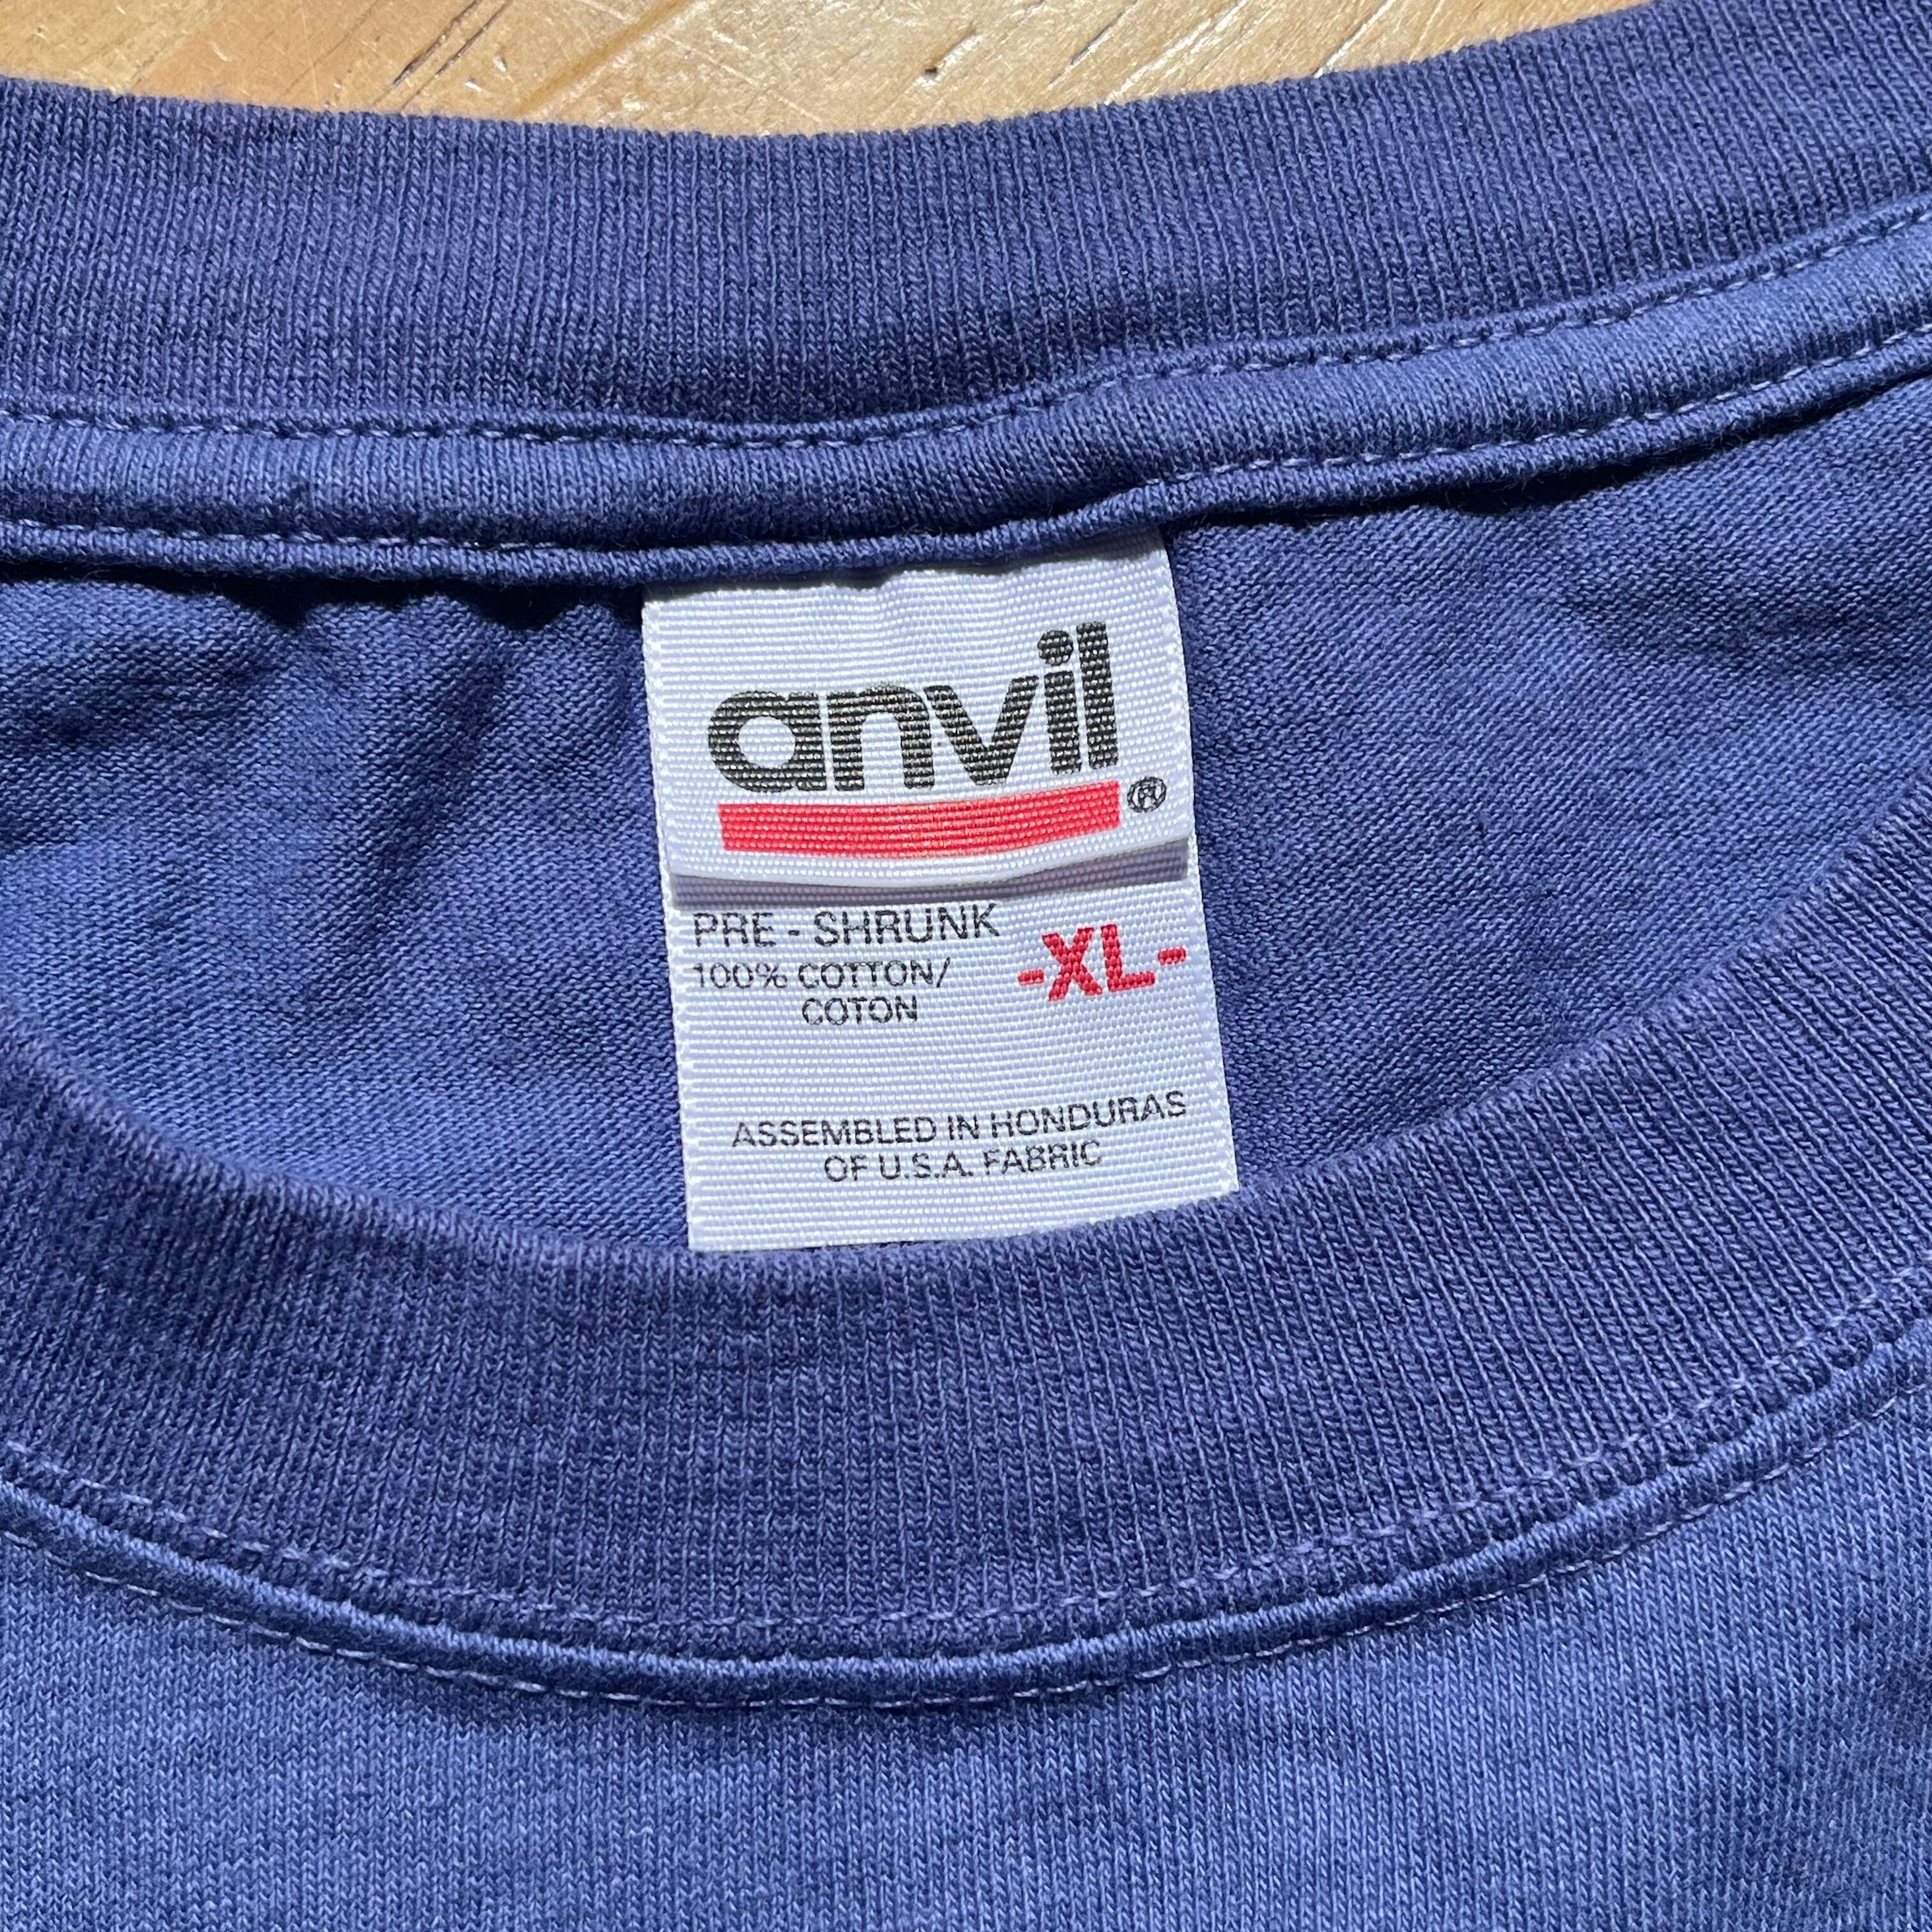 anvil®
PRE - SHRUNK
-XL-
100% COTTON/
COTON
ASSEMBLED IN HONDURAS
OF U.S.A. FABRIC